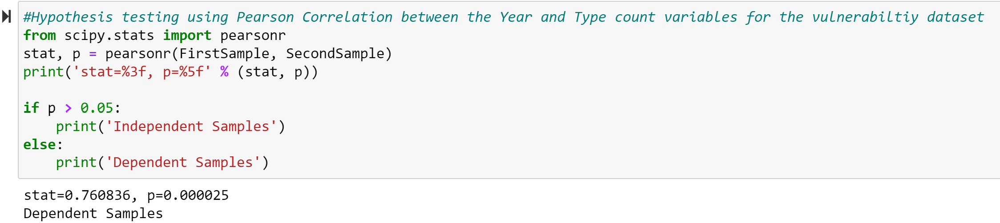 #Hypothesis testing using Pearson Correlation between the Year and Type count variables for the vulnerabiltiy dataset
from scipy.stats import pearsonr
stat, p = pearsonr(FirstSample, SecondSample)
print('stat=%3f, p=%5f' % (stat, p))
if p > 0.05:
    print('Independent Samples')
else:
    print('Dependent Samples')
stat=0.760836, p=0.000025
Dependent Samples